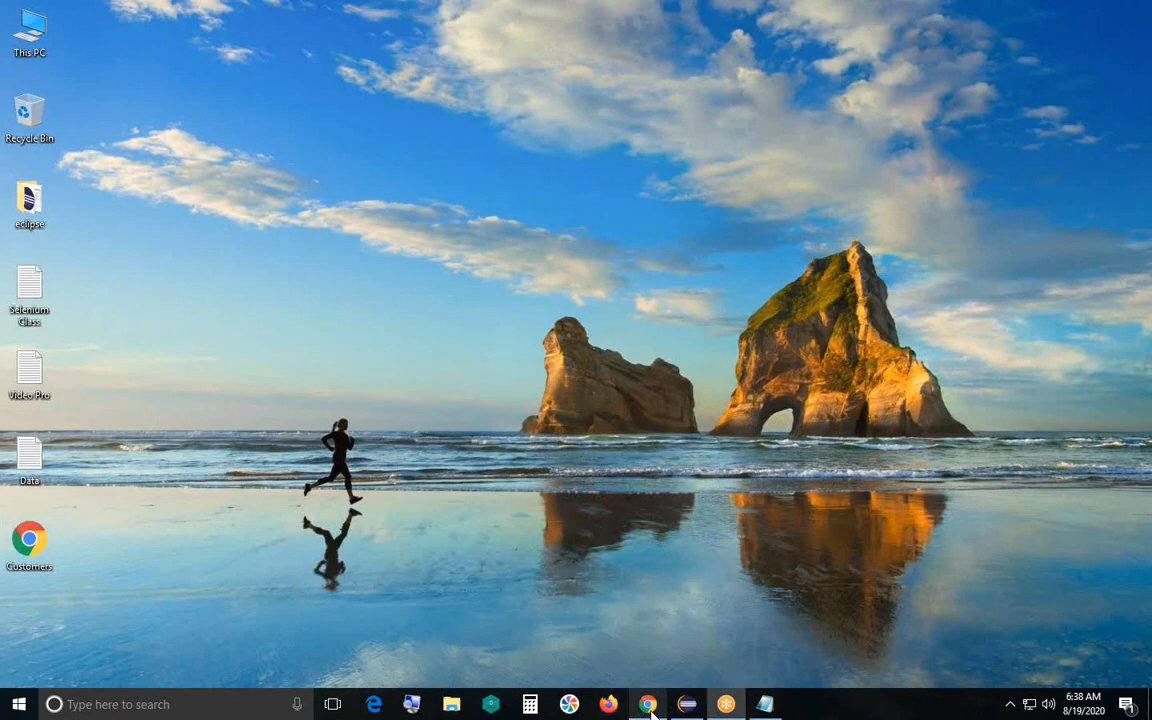 This PC
Recycle Bin
eclipse
Selenium
Class
Video Pro
Data
Customers
Type here to search
6:38 AM
8/19/2020
1